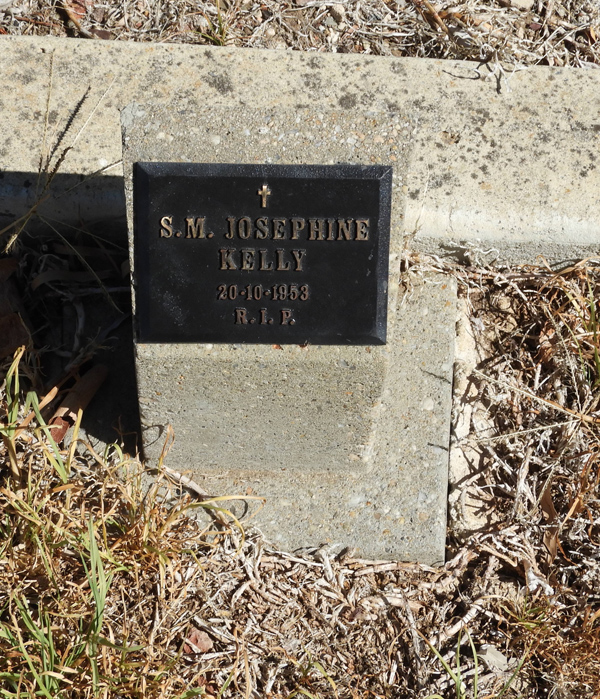 S.M. JOSEPHINE
KELLY
20-10-1953
R.I.P.